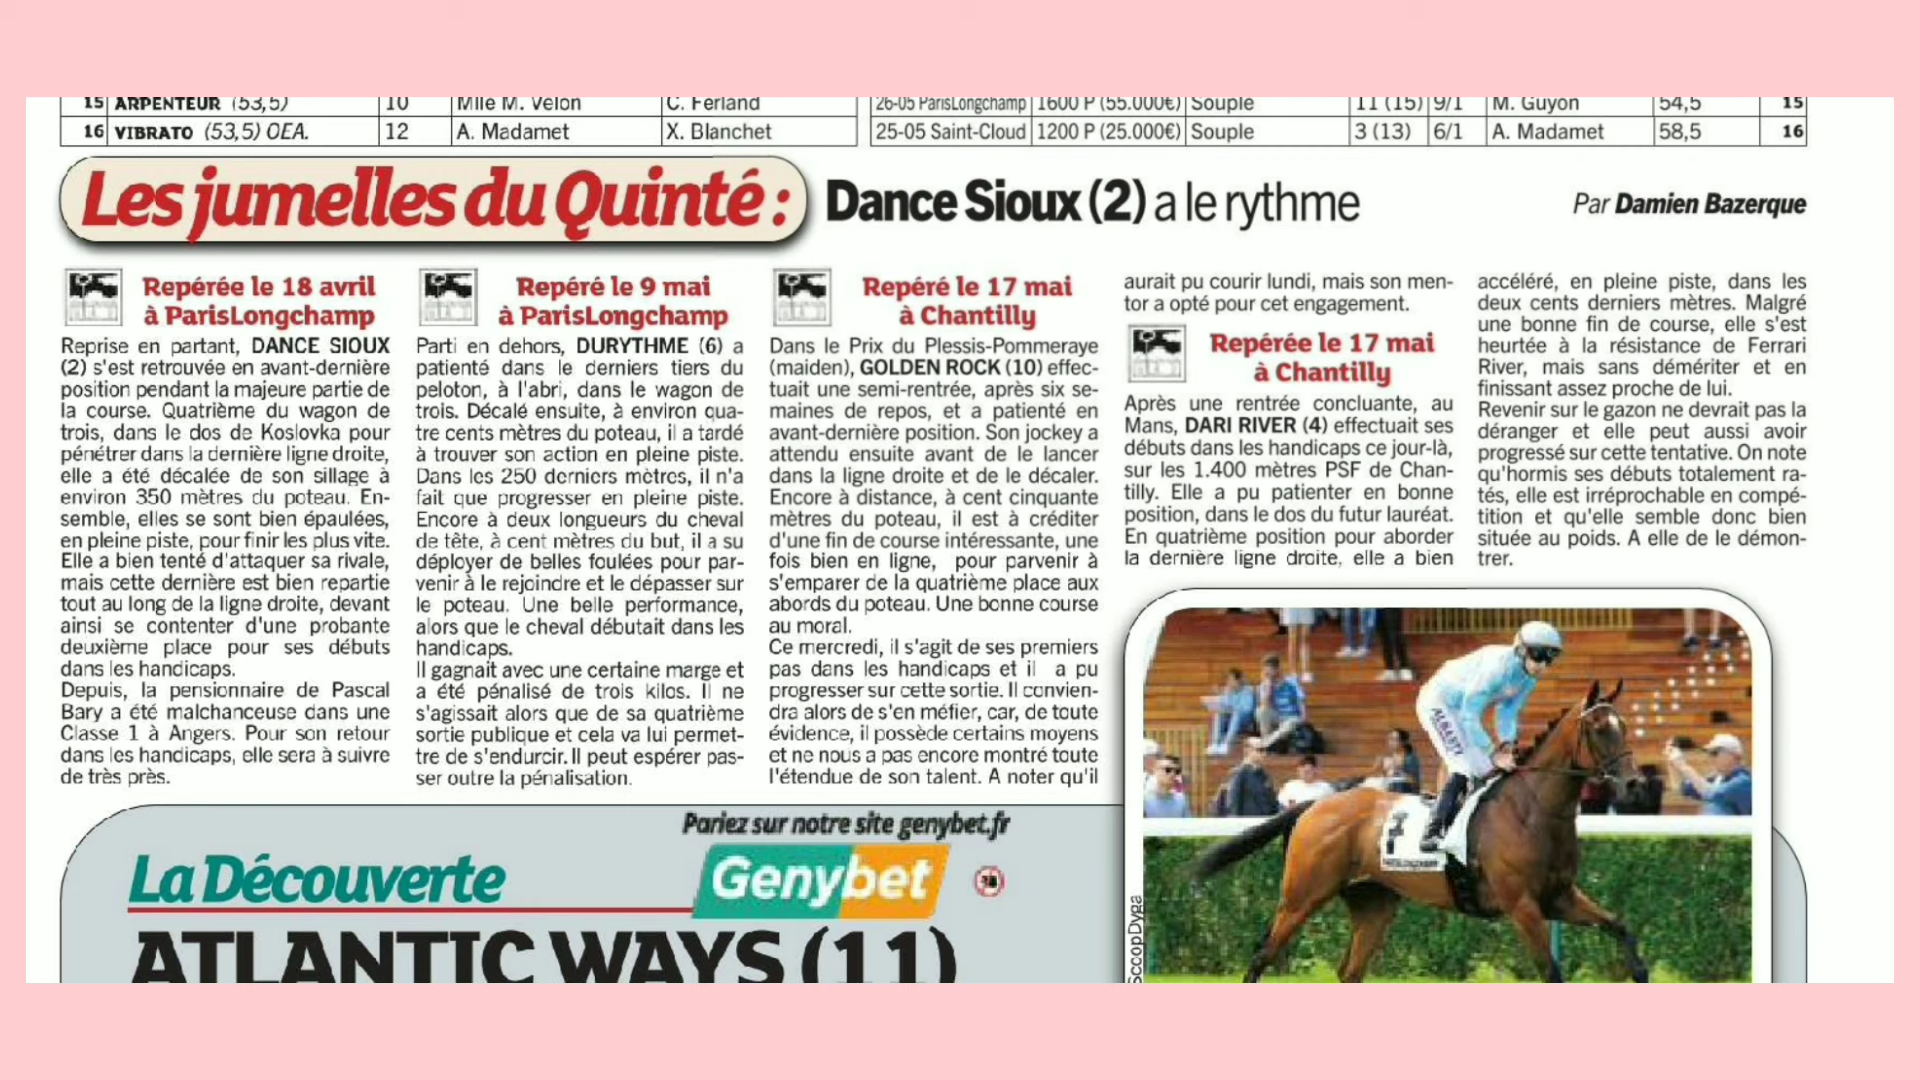 15 ARPENTEUR (53,5) 10 Mlle M. Velon C. Ferland 26-05 ParisLongchamp 1600 P (55.000€) Souple 11 (15) 9/1 M. Guyon 54,5 15
16 VIBRATO (53,5) OEA. 12 A. Madamet X. Blanchet 25-05 Saint-Cloud 1200 P (25.000€) Souple 3 (13) 6/1 A. Madamet 58,5 16
Les jumelles du Quinté : Dance Sioux (2) a le rythme
Par Damien Bazerque
Repérée le 18 avril
à ParisLongchamp
Reprise en partant, DANCE SIOUX
(2) s'est retrouvée en avant-dernière
position pendant la majeure partie de
la course. Quatrième du wagon de
trois, dans le dos de Koslovka pour
pénétrer dans la dernière ligne droite,
elle a été décalée de son sillage à
environ 350 mètres du poteau. En-
semble, elles se sont bien épaulées,
en pleine piste, pour finir les plus vite.
Elle a bien tenté d'attaquer sa rivale,
mais cette dernière est bien repartie
tout au long de la ligne droite, devant
ainsi se contenter d'une probante
deuxième place pour ses débuts
dans les handicaps.
Depuis, la pensionnaire de Pascal
Bary a été malchanceuse dans une
Classe 1 à Angers. Pour son retour
dans les handicaps, elle sera à suivre
de très près.
Repéré le 9 mai
à ParisLongchamp
Parti en dehors, DURYTHME (6) a
patienté dans le derniers tiers du
peloton, à l'abri, dans le wagon de
trois. Décalé ensuite, à environ qua-
tre cents mètres du poteau, il a tardé
à trouver son action en pleine piste.
Dans les 250 derniers mètres, il n'a
fait que progresser en pleine piste.
Encore à deux longueurs du cheval
de tête, à cent mètres du but, il a su
déployer de belles foulées pour par-
venir à le rejoindre et le dépasser sur
le poteau. Une belle performance,
alors que le cheval débutait dans les
handicaps.
Il gagnait avec une certaine marge et
a été pénalisé de trois kilos. Il ne
s'agissait alors que de sa quatrième
sortie publique et cela va lui permet-
tre de s'endurcir. Il peut espérer pas-
ser outre la pénalisation.
Repéré le 17 mai
à Chantilly
Dans le Prix du Plessis-Pommeraye
(maiden), GOLDEN ROCK (10) effec-
tuait une semi-rentrée, après six se-
maines de repos, et a patienté en
avant-dernière position. Son jockey a
attendu ensuite avant de le lancer
dans la ligne droite et de le décaler.
Encore à distance, à cent cinquante
mètres du poteau, il est à créditer
d'une fin de course intéressante, une
fois bien en ligne, pour parvenir à
s'emparer de la quatrième place aux
abords du poteau. Une bonne course
au moral.
Ce mercredi, il s'agit de ses premiers
pas dans les handicaps et il a pu
progresser sur cette sortie. Il convien-
dra alors de s'en méfier, car, de toute
évidence, il possède certains moyens
et ne nous a pas encore montré toute
l'étendue de son talent. A noter qu'il
aurait pu courir lundi, mais son men-
tor a opté pour cet engagement.
Repérée le 17 mai
à Chantilly
Après une rentrée concluante, au
Mans, DARI RIVER (4) effectuait ses
débuts dans les handicaps ce jour-là,
sur les 1.400 mètres PSF de Chan-
tilly. Elle a pu patienter en bonne
position, dans le dos du futur lauréat.
En quatrième position pour aborder
la dernière ligne droite, elle a bien
accéléré, en pleine piste, dans les
deux cents derniers mètres. Malgré
une bonne fin de course, elle s'est
heurtée à la résistance de Ferrari
River, mais sans démériter et en
finissant assez proche de lui.
Revenir sur le gazon ne devrait pas la
déranger et elle peut aussi avoir
progressé sur cette tentative. On note
qu'hormis ses débuts totalement ra-
tés, elle est irréprochable en compé-
tition et qu'elle semble donc bien
située au poids. A elle de le démon-
trer.
Pariez sur notre site genybet.fr
La Découverte
Genybet
ATLANTIC WAYS (11)
ScoopDyga